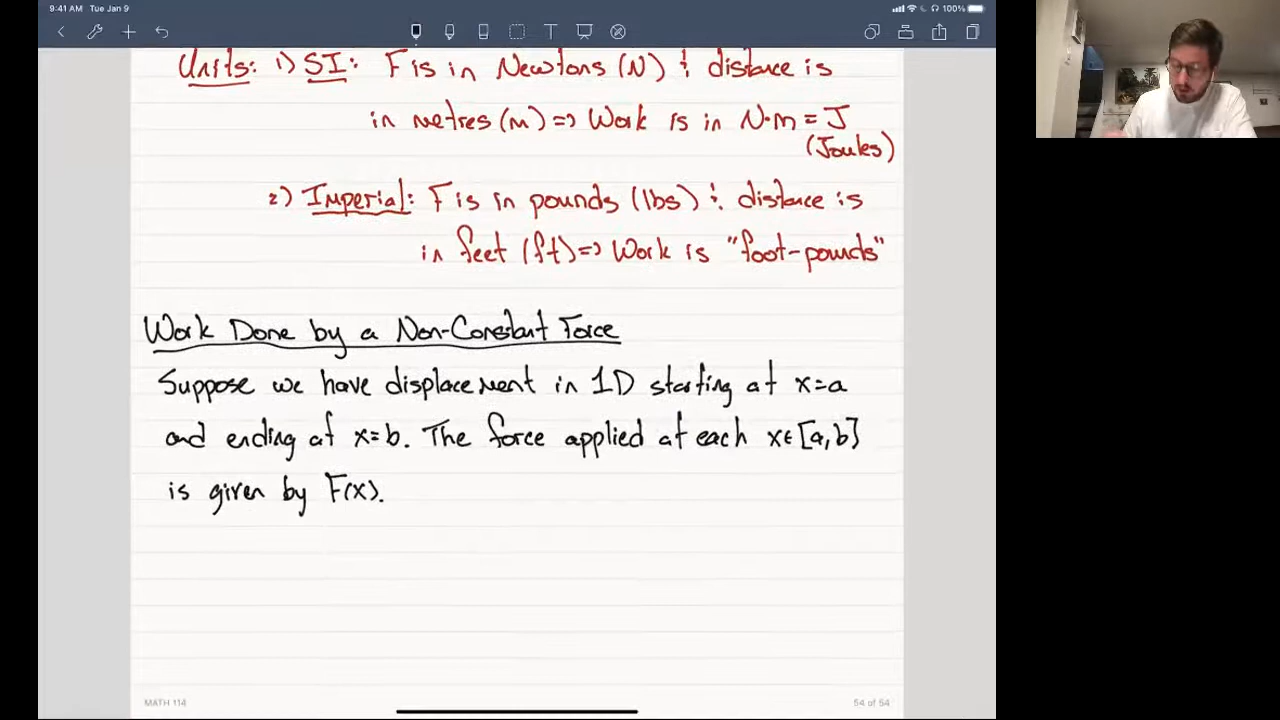 9:41 AM Tue Jan 9
100%
Units: 1) SI: F is in Newtons (N) & distance is
in metres (m) => Work is in N·m = J
(Joules)
2) Imperial: F is in pounds (lbs) & distance is
in feet (ft) => Work is "foot-pounds"
Work Done by a Non-Constant Force
Suppose we have displacement in 1D starting at x=a
and ending at x=b. The force applied at each x∈[a,b]
is given by F(x).
MATH 114
54 of 54